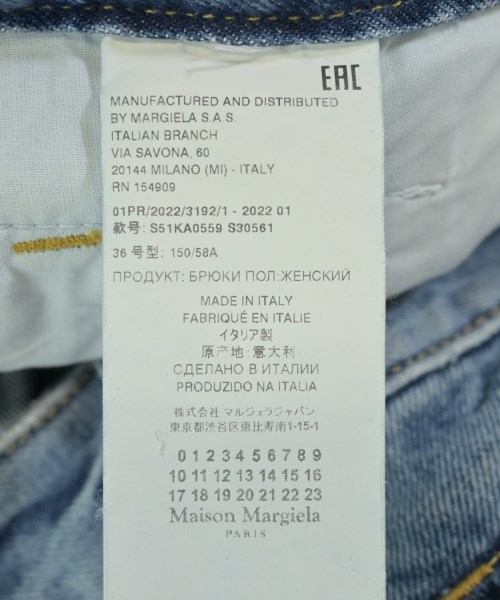 EAC
MANUFACTURED AND DISTRIBUTED
BY MARGIELA S.A.S.
ITALIAN BRANCH
VIA SAVONA, 60
20144 MILANO (MI) - ITALY
RN 154909
01PR/2022/3192/1 - 2022 01
款号: S51KA0559 S30561
36 号型: 150/58A
ПРОДУКТ: БРЮКИ ПОЛ:ЖЕНСКИЙ
MADE IN ITALY
FABRIQUÉ EN ITALIE
イタリア製
原产地:意大利
СДЕЛАНО В ИТАЛИИ
PRODUZIDO NA ITALIA
株式会社 マルジェラジャパン
東京都渋谷区恵比寿南1-15-1
0 1 2 3 4 5 6 7 8 9
10 11 12 13 14 15 16
17 18 19 20 21 22 23
Maison Margiela
PARIS